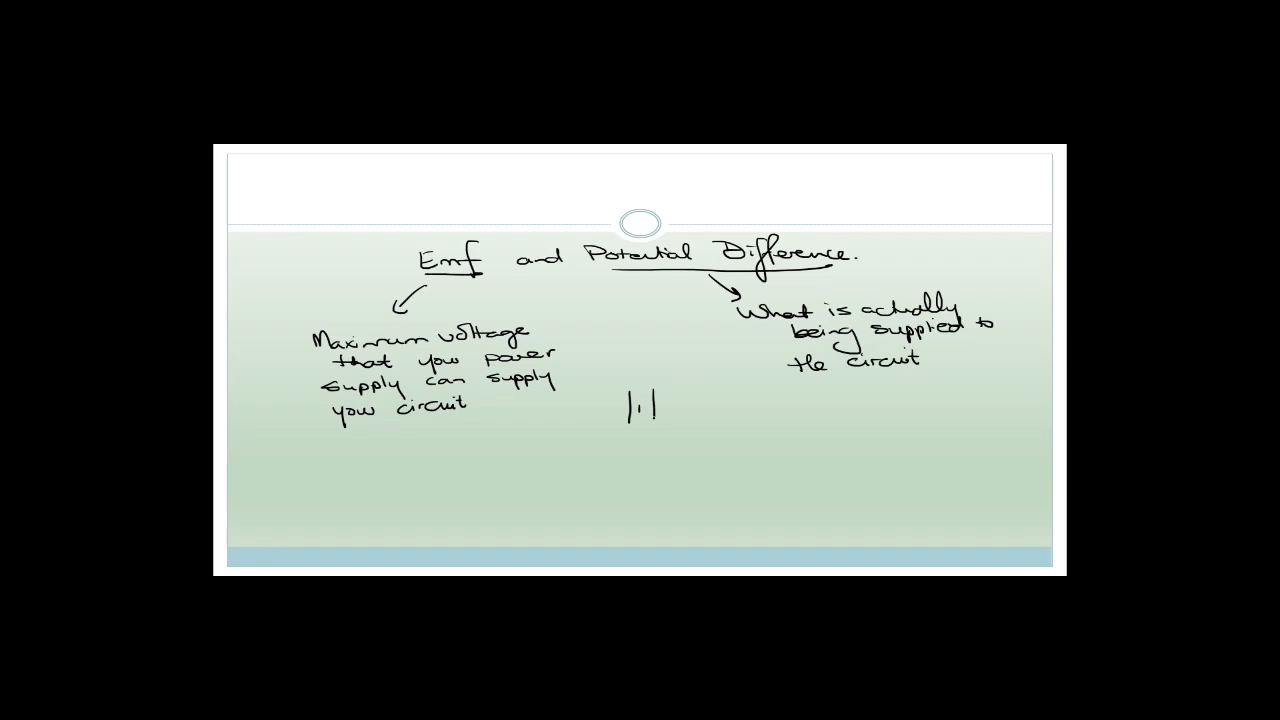 Emf and Potential Difference.
Maximum voltage
that your power
supply can supply
your circuit
What is actually
being supplied to
the circuit